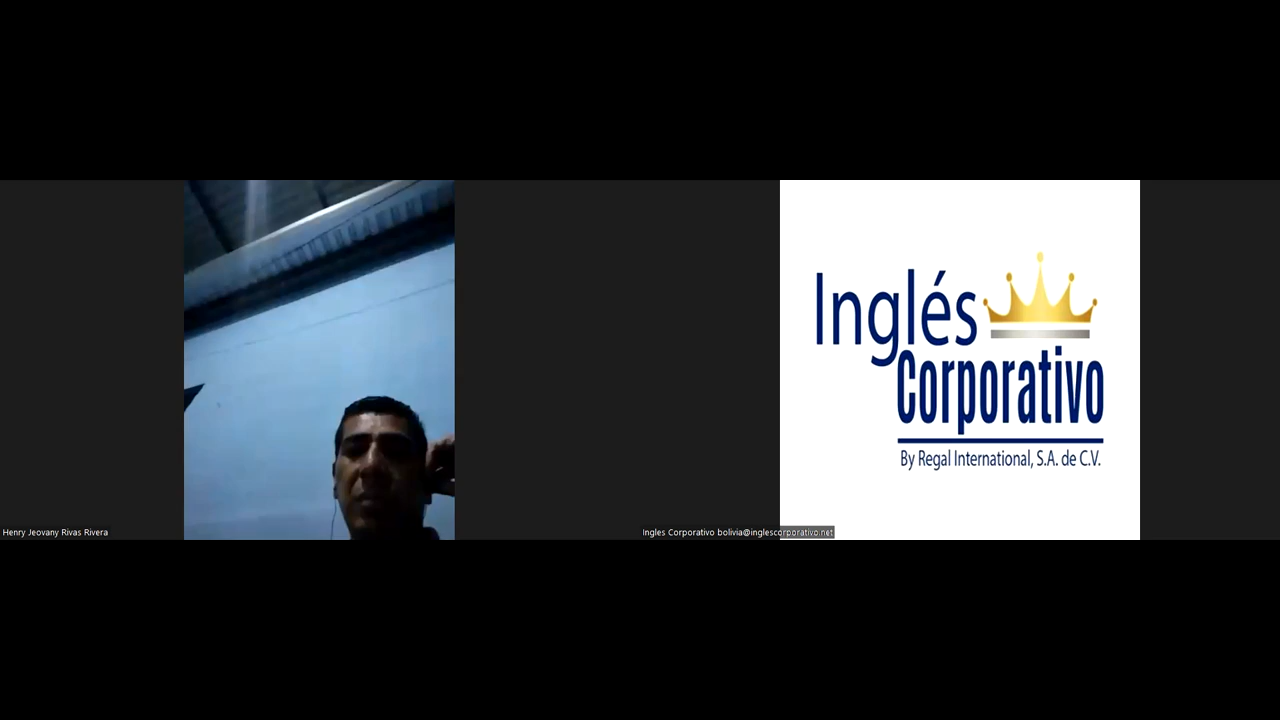 Inglés
Corporativo
By Regal International, S.A. de C.V.
Henry Jeovany Rivas Rivera
Ingles Corporativo bolivia@inglescorporativo.net